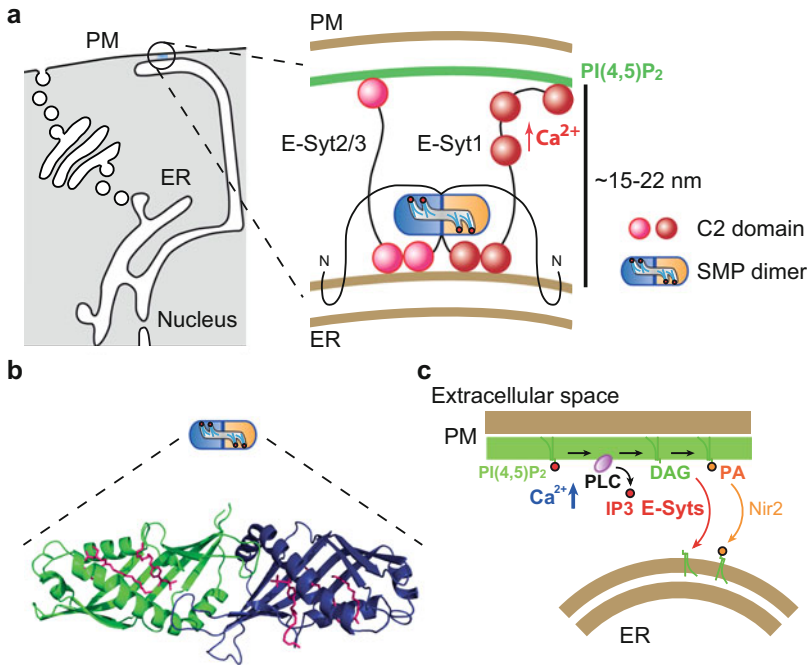 a
PM
ER
Nucleus
PI(4,5)P2
E-Syt2/3
E-Syt1
Ca2+
~15-22 nm
N
N
ER
C2 domain
SMP dimer
b
c
Extracellular space
PM
PI(4,5)P2
PLC
DAG
PA
Ca2+
IP3
E-Syts
Nir2
ER